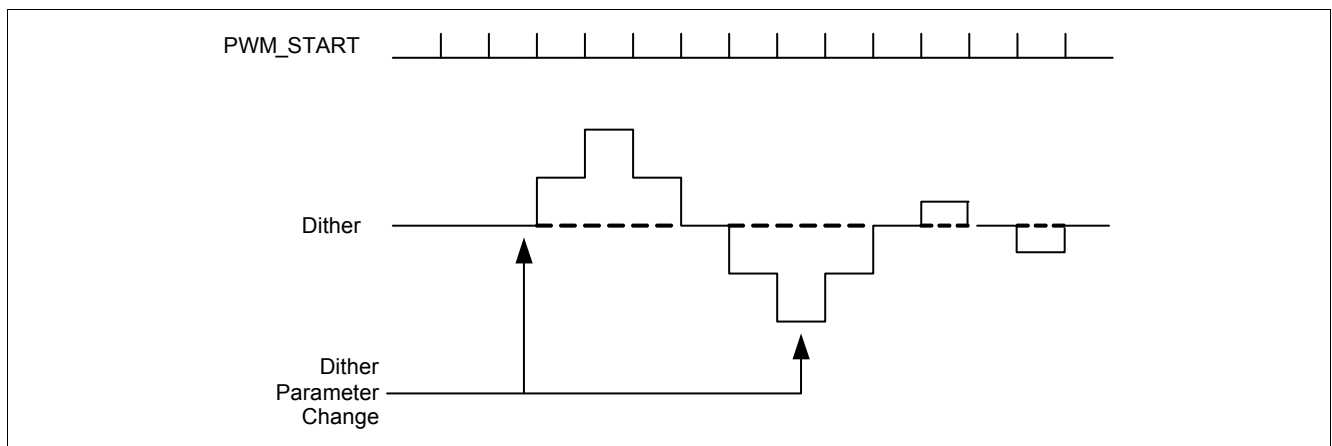 PWM_START
Dither
Dither
Parameter
Change